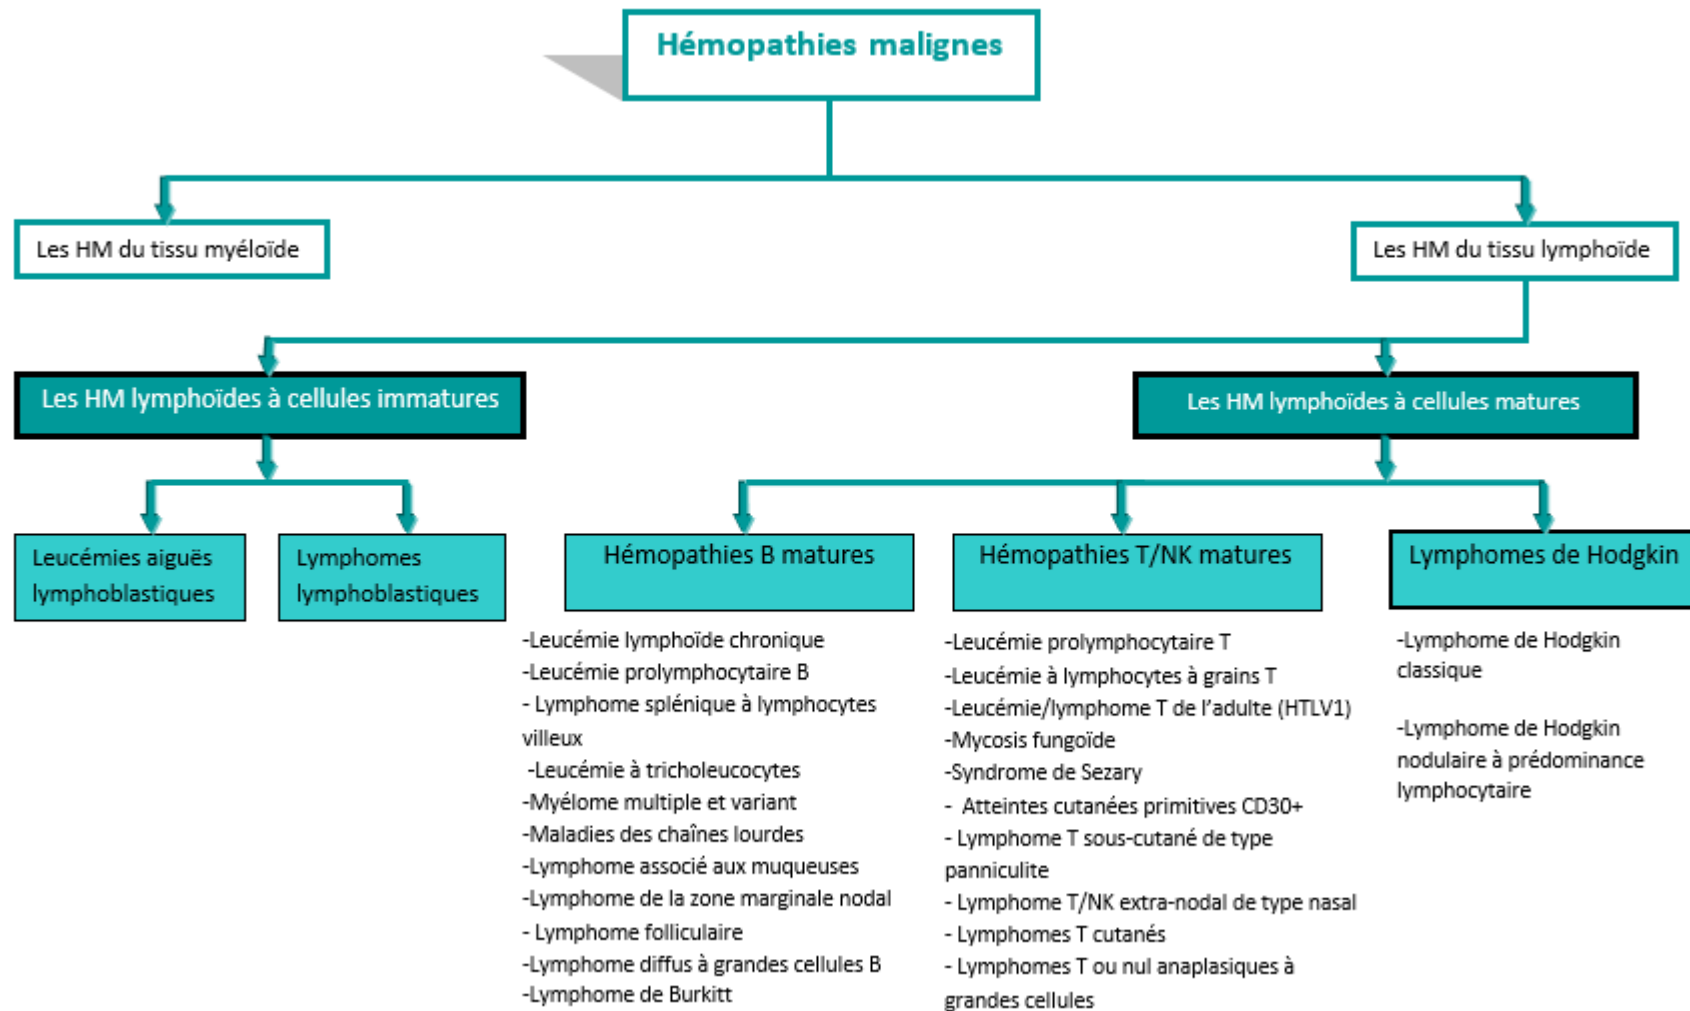 Hémopathies malignes
Les HM du tissu myéloïde
Les HM du tissu lymphoïde
Les HM lymphoïdes à cellules immatures
Les HM lymphoïdes à cellules matures
Leucémies aiguës
lymphoblastiques
Lymphomes
lymphoblastiques
Hémopathies B matures
Hémopathies T/NK matures
Lymphomes de Hodgkin
-Leucémie lymphoïde chronique
-Leucémie prolymphocytaire B
- Lymphome splénique à lymphocytes
villeux
-Leucémie à tricholeucocytes
-Myélome multiple et variant
-Maladies des chaînes lourdes
-Lymphome associé aux muqueuses
-Lymphome de la zone marginale nodal
- Lymphome folliculaire
-Lymphome diffus à grandes cellules B
-Lymphome de Burkitt
-Leucémie prolymphocytaire T
-Leucémie à lymphocytes à grains T
-Leucémie/lymphome T de l'adulte (HTLV1)
-Mycosis fungoïde
-Syndrome de Sezary
- Atteintes cutanées primitives CD30+
- Lymphome T sous-cutané de type
panniculite
- Lymphome T/NK extra-nodal de type nasal
- Lymphomes T cutanés
- Lymphomes T ou nul anaplasiques à
grandes cellules
-Lymphome de Hodgkin
classique
-Lymphome de Hodgkin
nodulaire à prédominance
lymphocytaire